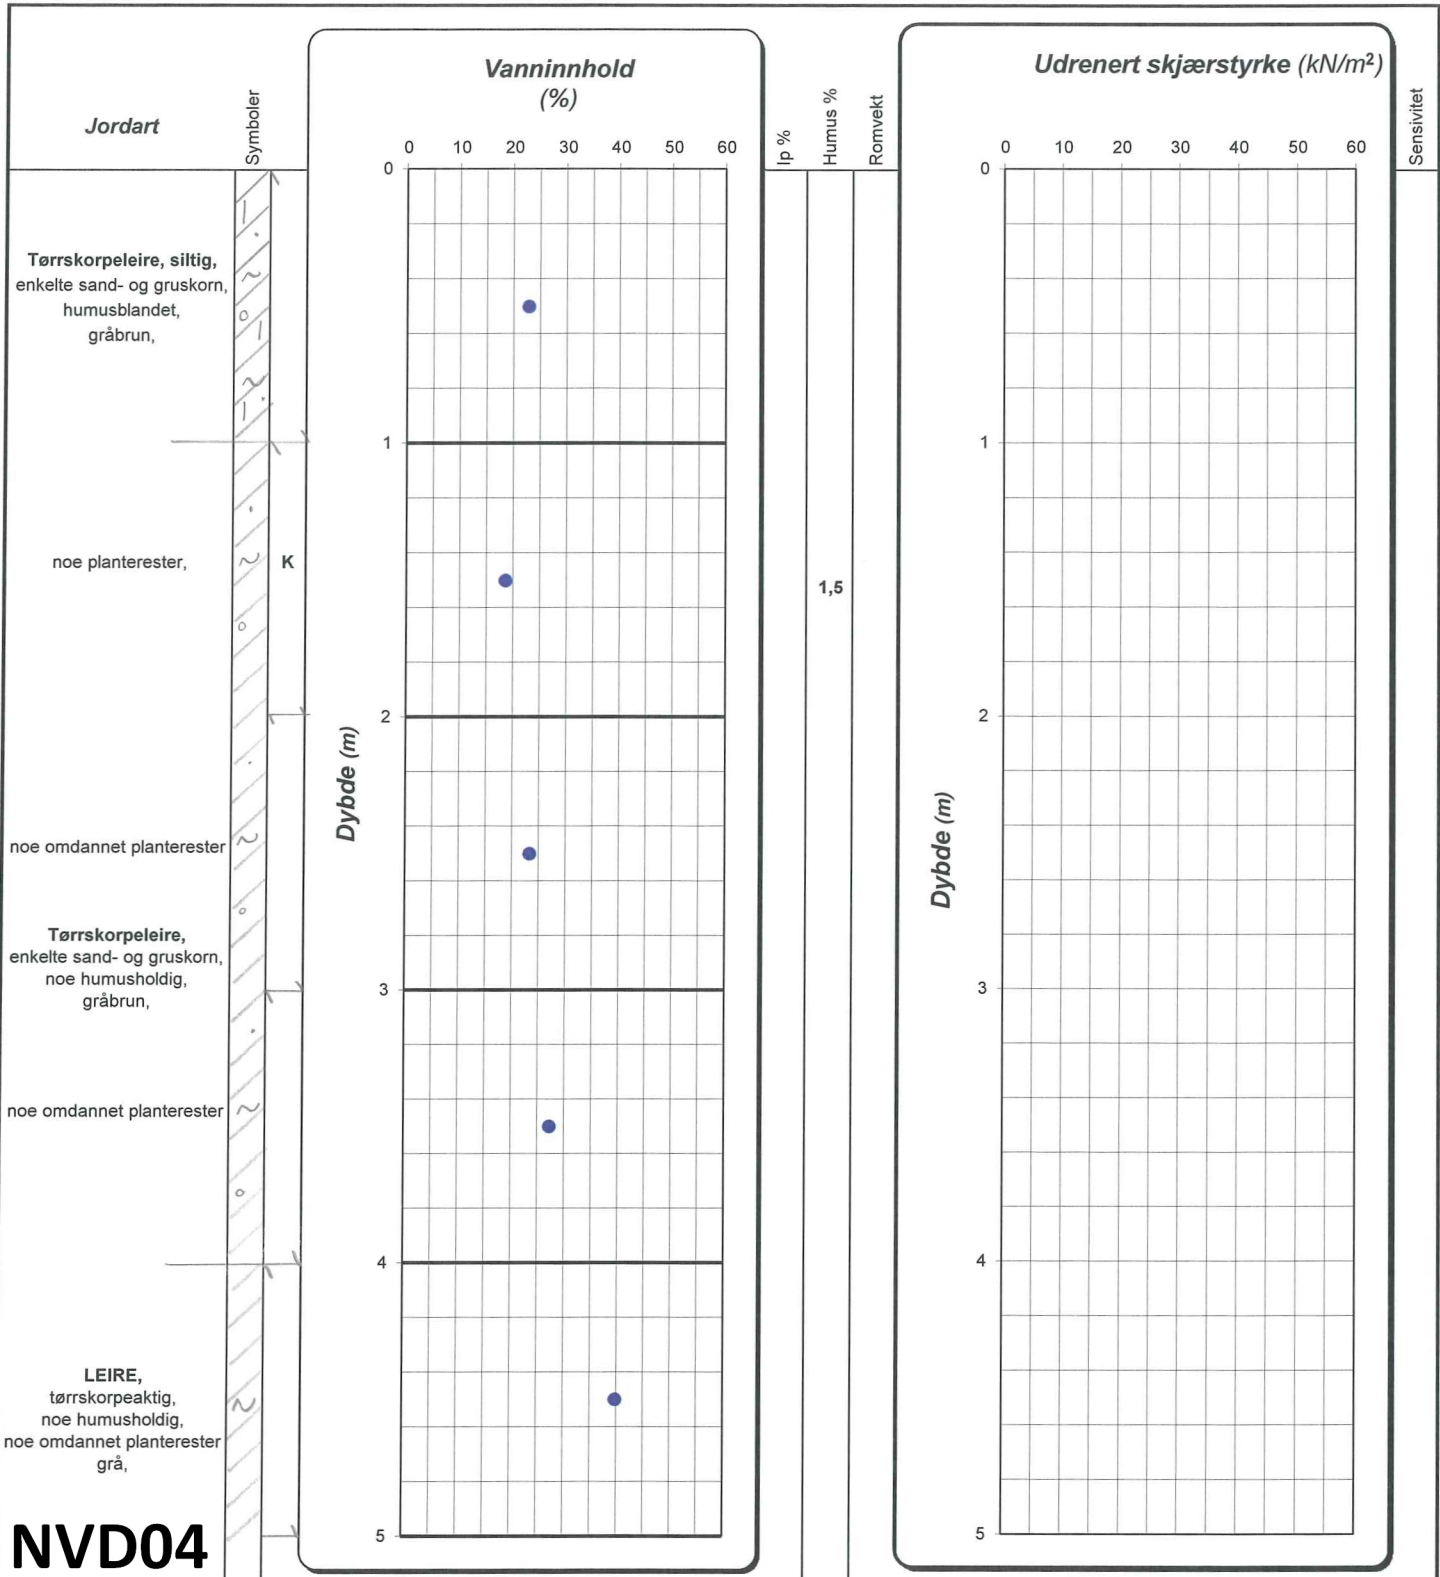 Jordart
Symboler
Vanninnhold
(%)
0 10 20 30 40 50 60
0
1
2
3
4
5
Dybde (m)
Ip %
Humus %
Romvekt
Udrenert skjærstyrke (kN/m²)
0 10 20 30 40 50 60
0
1
2
3
4
5
Dybde (m)
Sensivitet
Tørrskorpeleire, siltig,
enkelte sand- og gruskorn,
humusblandet,
gråbrun,
noe planterester,
K
1,5
noe omdannet planterester
Tørrskorpeleire,
enkelte sand- og gruskorn,
noe humusholdig,
gråbrun,
noe omdannet planterester
LEIRE,
tørrskorpeaktig,
noe humusholdig,
noe omdannet planterester
grå,
NVD04